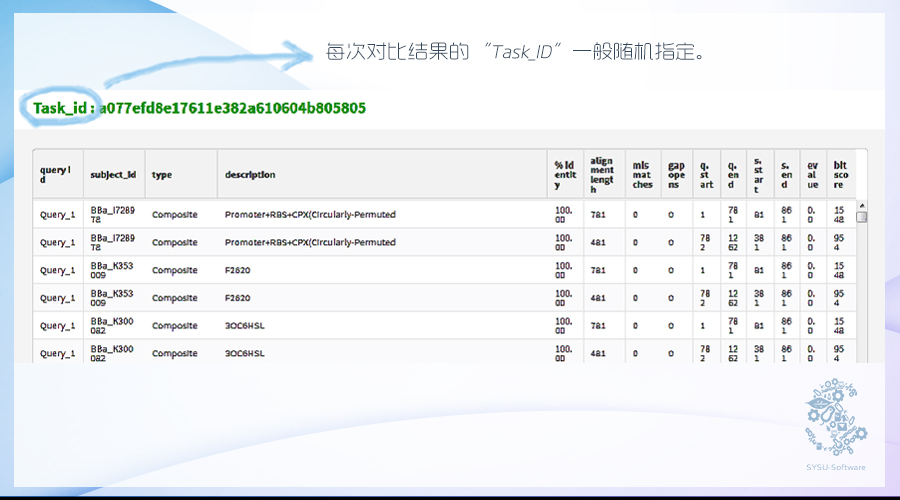 每次对比结果的“Task_ID”一般随机指定。
Task_id : a077efd8e17611e382a610604b805805
query id subject_id type description % identity alignment length mismatches gap opens q. start q. end s. start s. end evalue bit score
Query_1 BBa_I7289T8 Composite Promoter+RBS+CPX(Circularly-Permuted 100.00 781 0 0 1 781 81 861 0.0 1548
Query_1 BBa_I7289T8 Composite Promoter+RBS+CPX(Circularly-Permuted 100.00 481 0 0 782 1262 381 861 0.0 954
Query_1 BBa_K353009 Composite F2620 100.00 781 0 0 1 781 81 861 0.0 1548
Query_1 BBa_K353009 Composite F2620 100.00 481 0 0 782 1262 381 861 0.0 954
Query_1 BBa_K300082 Composite 3OC6HSL 100.00 781 0 0 1 781 81 861 0.0 1548
Query_1 BBa_K300082 Composite 3OC6HSL 100.00 481 0 0 782 1262 381 861 0.0 954
SYSU-Software